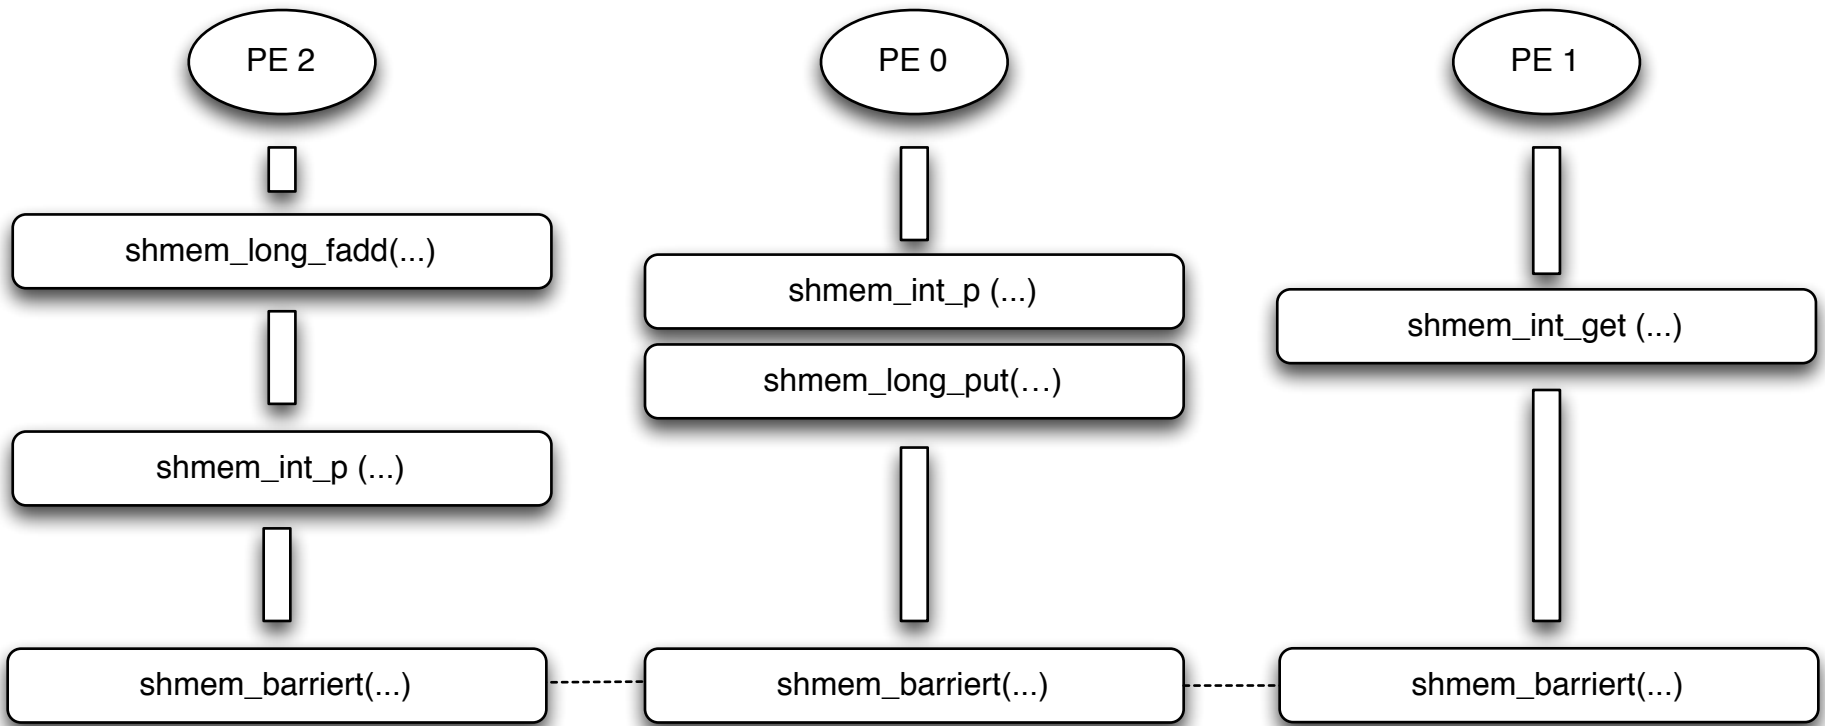 PE 2
PE 0
PE 1
shmem_long_fadd(...)
shmem_int_p (...)
shmem_int_get (...)
shmem_long_put(...)
shmem_int_p (...)
shmem_barriert(...)
shmem_barriert(...)
shmem_barriert(...)